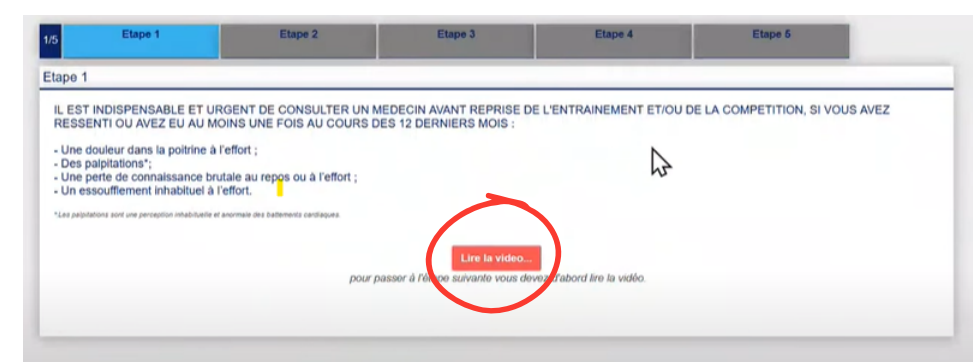 1/5 Etape 1 Etape 2 Etape 3 Etape 4 Etape 5
Etape 1
IL EST INDISPENSABLE ET URGENT DE CONSULTER UN MEDECIN AVANT REPRISE DE L'ENTRAINEMENT ET/OU DE LA COMPETITION, SI VOUS AVEZ
RESSENTI OU AVEZ EU AU MOINS UNE FOIS AU COURS DES 12 DERNIERS MOIS :
- Une douleur dans la poitrine à l'effort ;
- Des palpitations*;
- Une perte de connaissance brutale au repos ou à l'effort ;
- Un essoufflement inhabituel à l'effort.
*Les palpitations sont une perception inhabituelle et anormale des battements cardiaques.
Lire la video...
pour passer à l'étape suivante vous devez d'abord lire la vidéo.